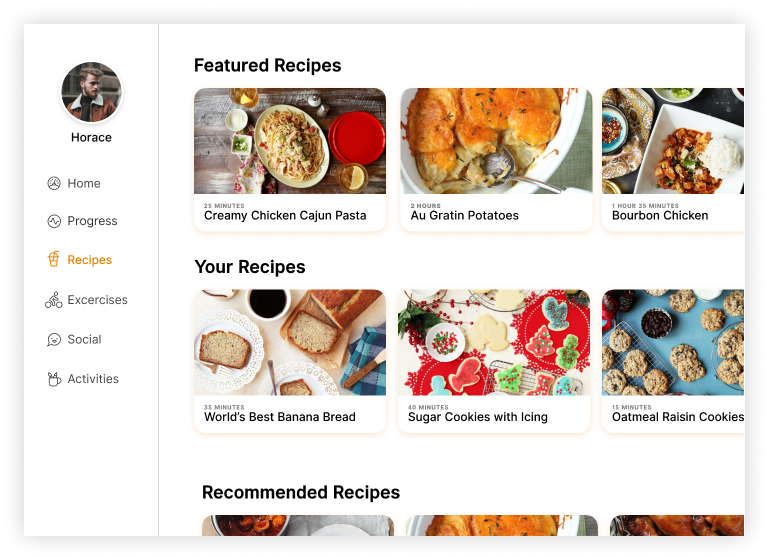 Horace
Home
Progress
Recipes
Excercises
Social
Activities
Featured Recipes
25 MINUTES
Creamy Chicken Cajun Pasta
2 HOURS
Au Gratin Potatoes
1 HOUR 35 MINUTES
Bourbon Chicken
Your Recipes
35 MINUTES
World’s Best Banana Bread
40 MINUTES
Sugar Cookies with Icing
15 MINUTES
Oatmeal Raisin Cookies
Recommended Recipes